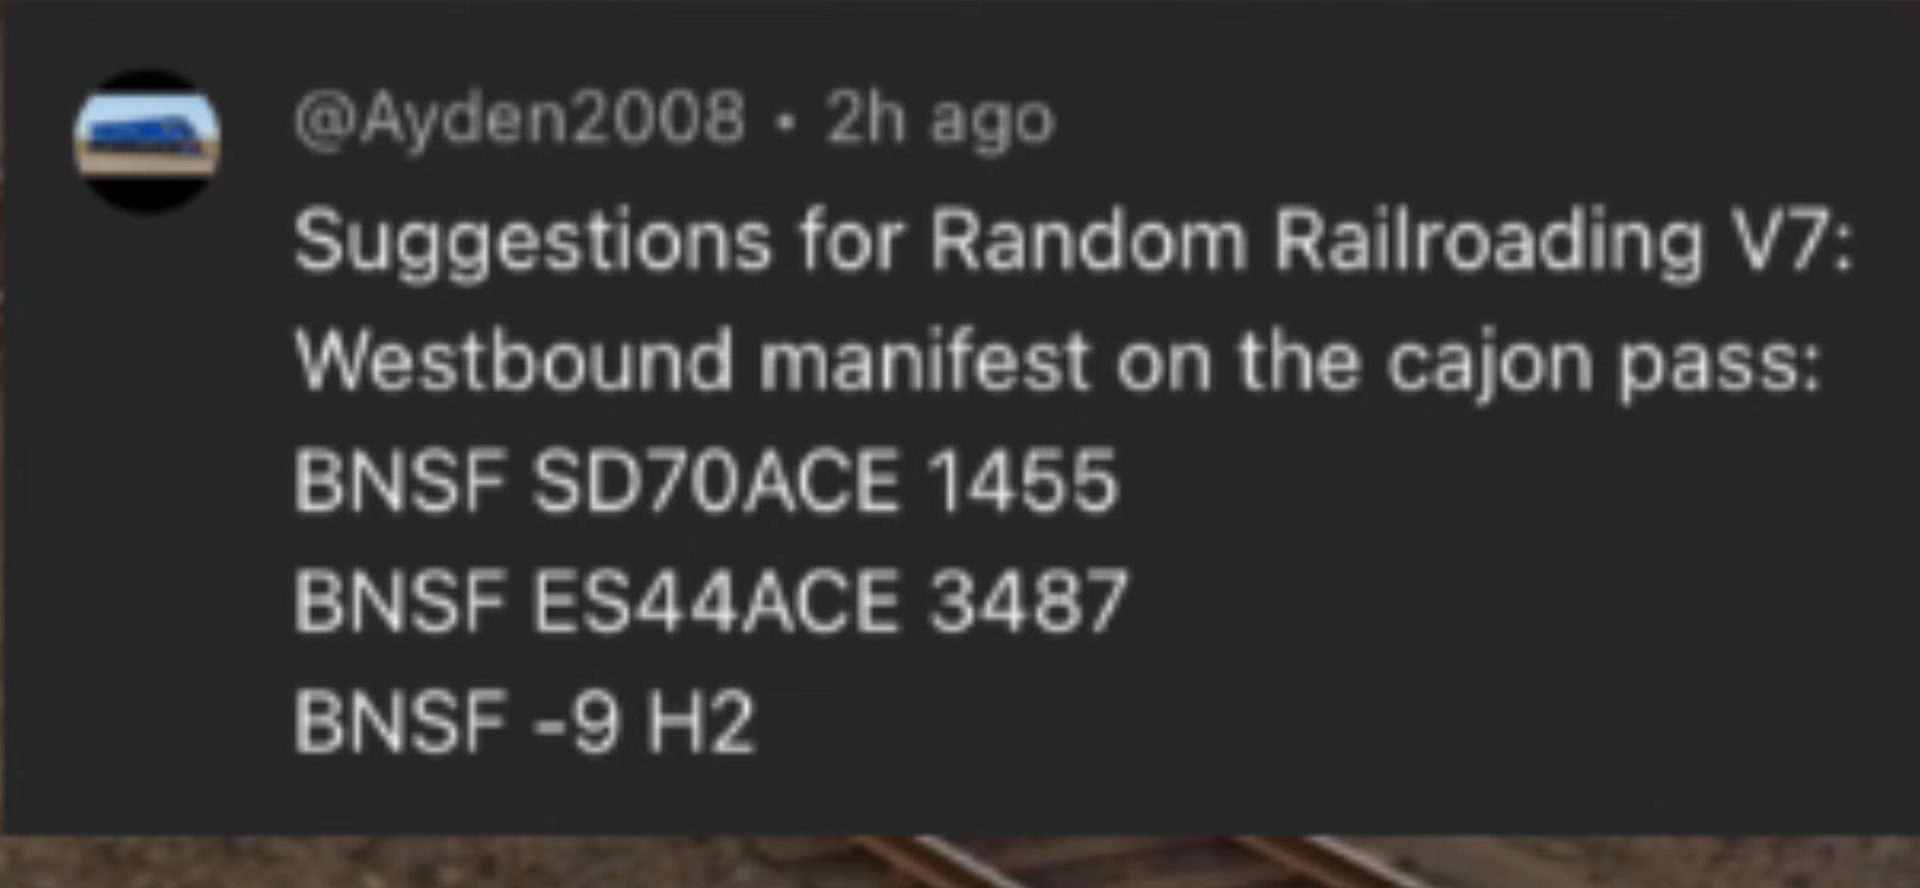 @Ayden2008 • 2h ago
Suggestions for Random Railroading V7:
Westbound manifest on the cajon pass:
BNSF SD70ACE 1455
BNSF ES44ACE 3487
BNSF -9 H2